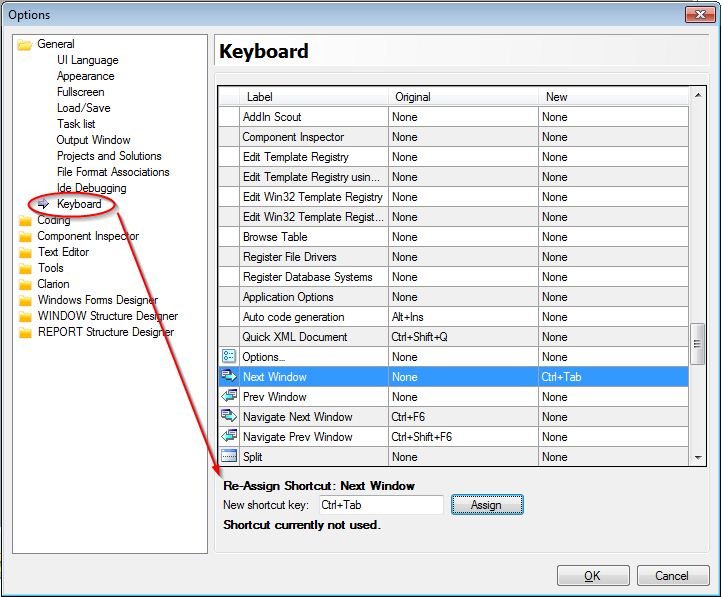 Options
General
UI Language
Appearance
Fullscreen
Load/Save
Task list
Output Window
Projects and Solutions
File Format Associations
Ide Debugging
Keyboard
Coding
Component Inspector
Text Editor
Tools
Clarion
Windows Forms Designer
WINDOW Structure Designer
REPORT Structure Designer
Keyboard
Label Original New
AddIn Scout None None
Component Inspector None None
Edit Template Registry None None
Edit Template Registry usin... None None
Edit Win32 Template Registry None None
Edit Win32 Template Regist... None None
Browse Table None None
Register File Drivers None None
Register Database Systems None None
Application Options None None
Auto code generation Alt+Ins None
Quick XML Document Ctrl+Shift+Q None
Options... None None
Next Window None Ctrl+Tab
Prev Window None None
Navigate Next Window Ctrl+F6 None
Navigate Prev Window Ctrl+Shift+F6 None
Split None None
Re-Assign Shortcut: Next Window
New shortcut key: Ctrl+Tab Assign
Shortcut currently not used.
OK Cancel